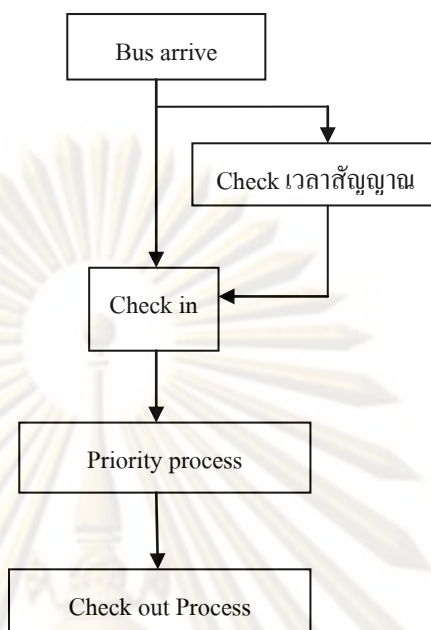 Bus arrive
Check เวลาสัญญาณ
Check in
Priority process
Check out Process